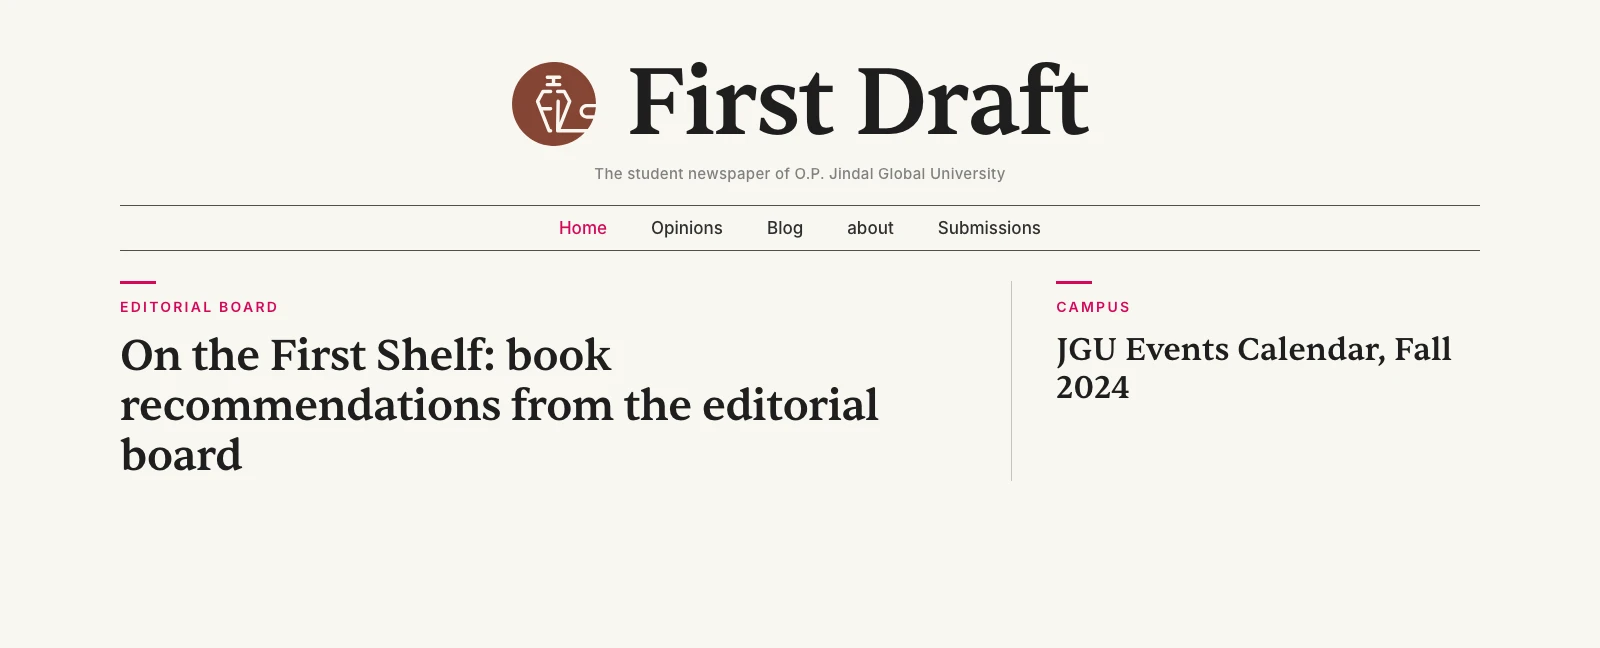 First Draft
The student newspaper of O.P. Jindal Global University
Home Opinions Blog about Submissions
EDITORIAL BOARD
On the First Shelf: book
recommendations from the editorial
board
CAMPUS
JGU Events Calendar, Fall
2024